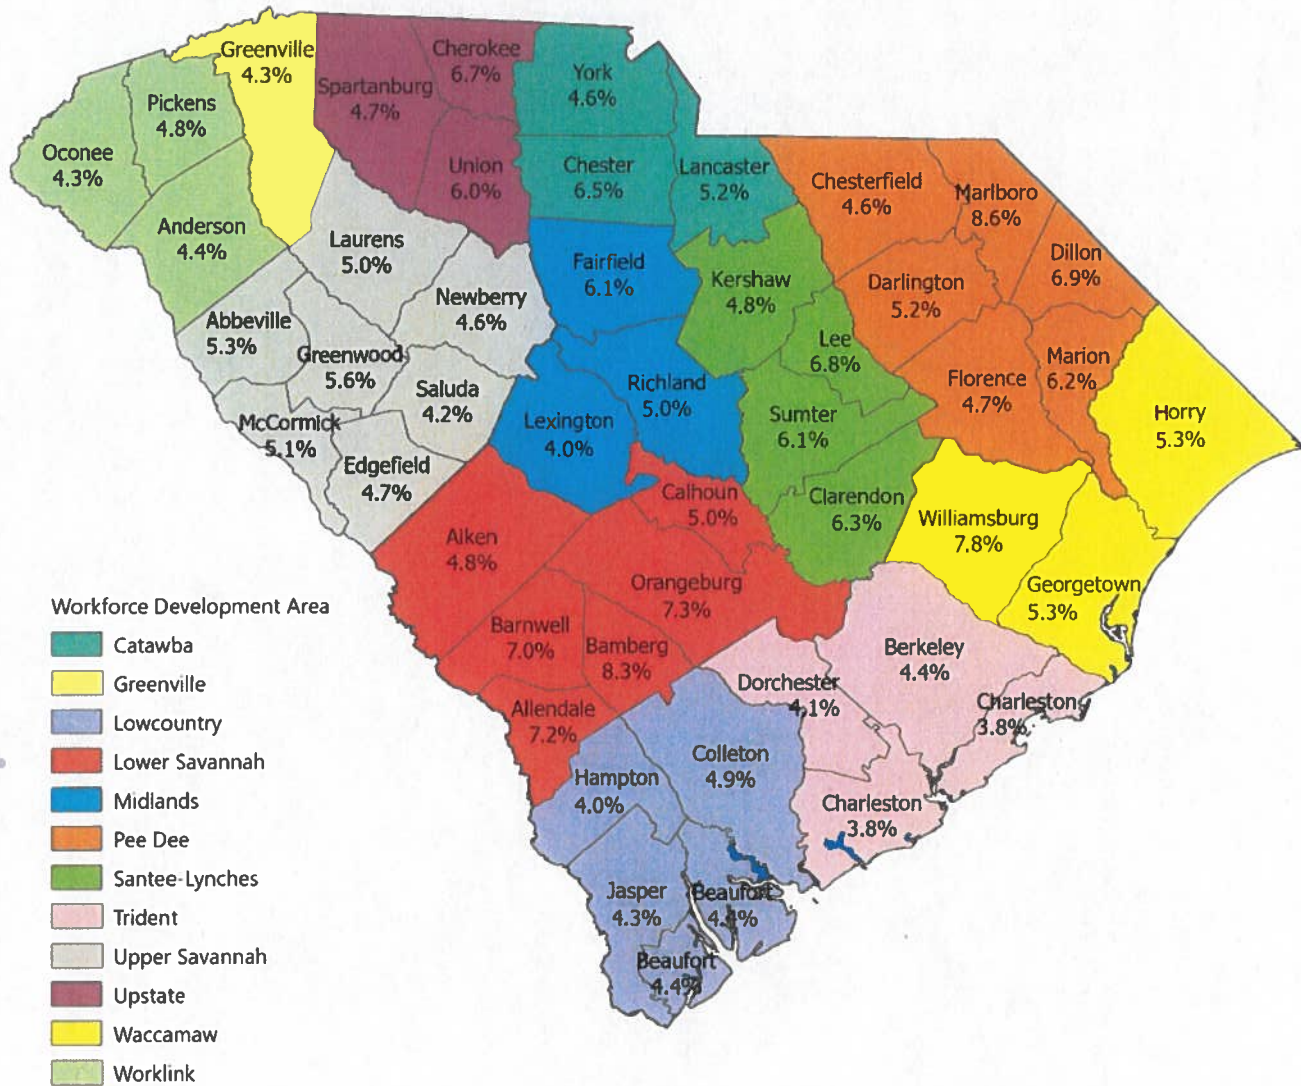 Greenville
4.3%
Cherokee
6.7%
Spartanburg
4.7%
York
4.6%
Pickens
4.8%
Oconee
4.3%
Union
6.0%
Chester
6.5%
Lancaster
5.2%
Chesterfield
4.6%
Marlboro
8.6%
Anderson
4.4%
Laurens
5.0%
Fairfield
6.1%
Kershaw
4.8%
Darlington
5.2%
Dillon
6.9%
Newberry
4.6%
Abbeville
5.3%
Greenwood
5.6%
Lee
6.8%
Marion
6.2%
Saluda
4.2%
Richland
5.0%
Florence
4.7%
McCormick
5.1%
Lexington
4.0%
Sumter
6.1%
Horry
5.3%
Edgefield
4.7%
Calhoun
5.0%
Clarendon
6.3%
Williamsburg
7.8%
Aiken
4.8%
Orangeburg
7.3%
Georgetown
5.3%
Barnwell
7.0%
Bamberg
8.3%
Berkeley
4.4%
Dorchester
4.1%
Charleston
3.8%
Allendale
7.2%
Colleton
4.9%
Hampton
4.0%
Charleston
3.8%
Jasper
4.3%
Beaufort
4.4%
Beaufort
4.4%
Workforce Development Area
Catawba
Greenville
Lowcountry
Lower Savannah
Midlands
Pee Dee
Santee-Lynches
Trident
Upper Savannah
Upstate
Waccamaw
Worklink